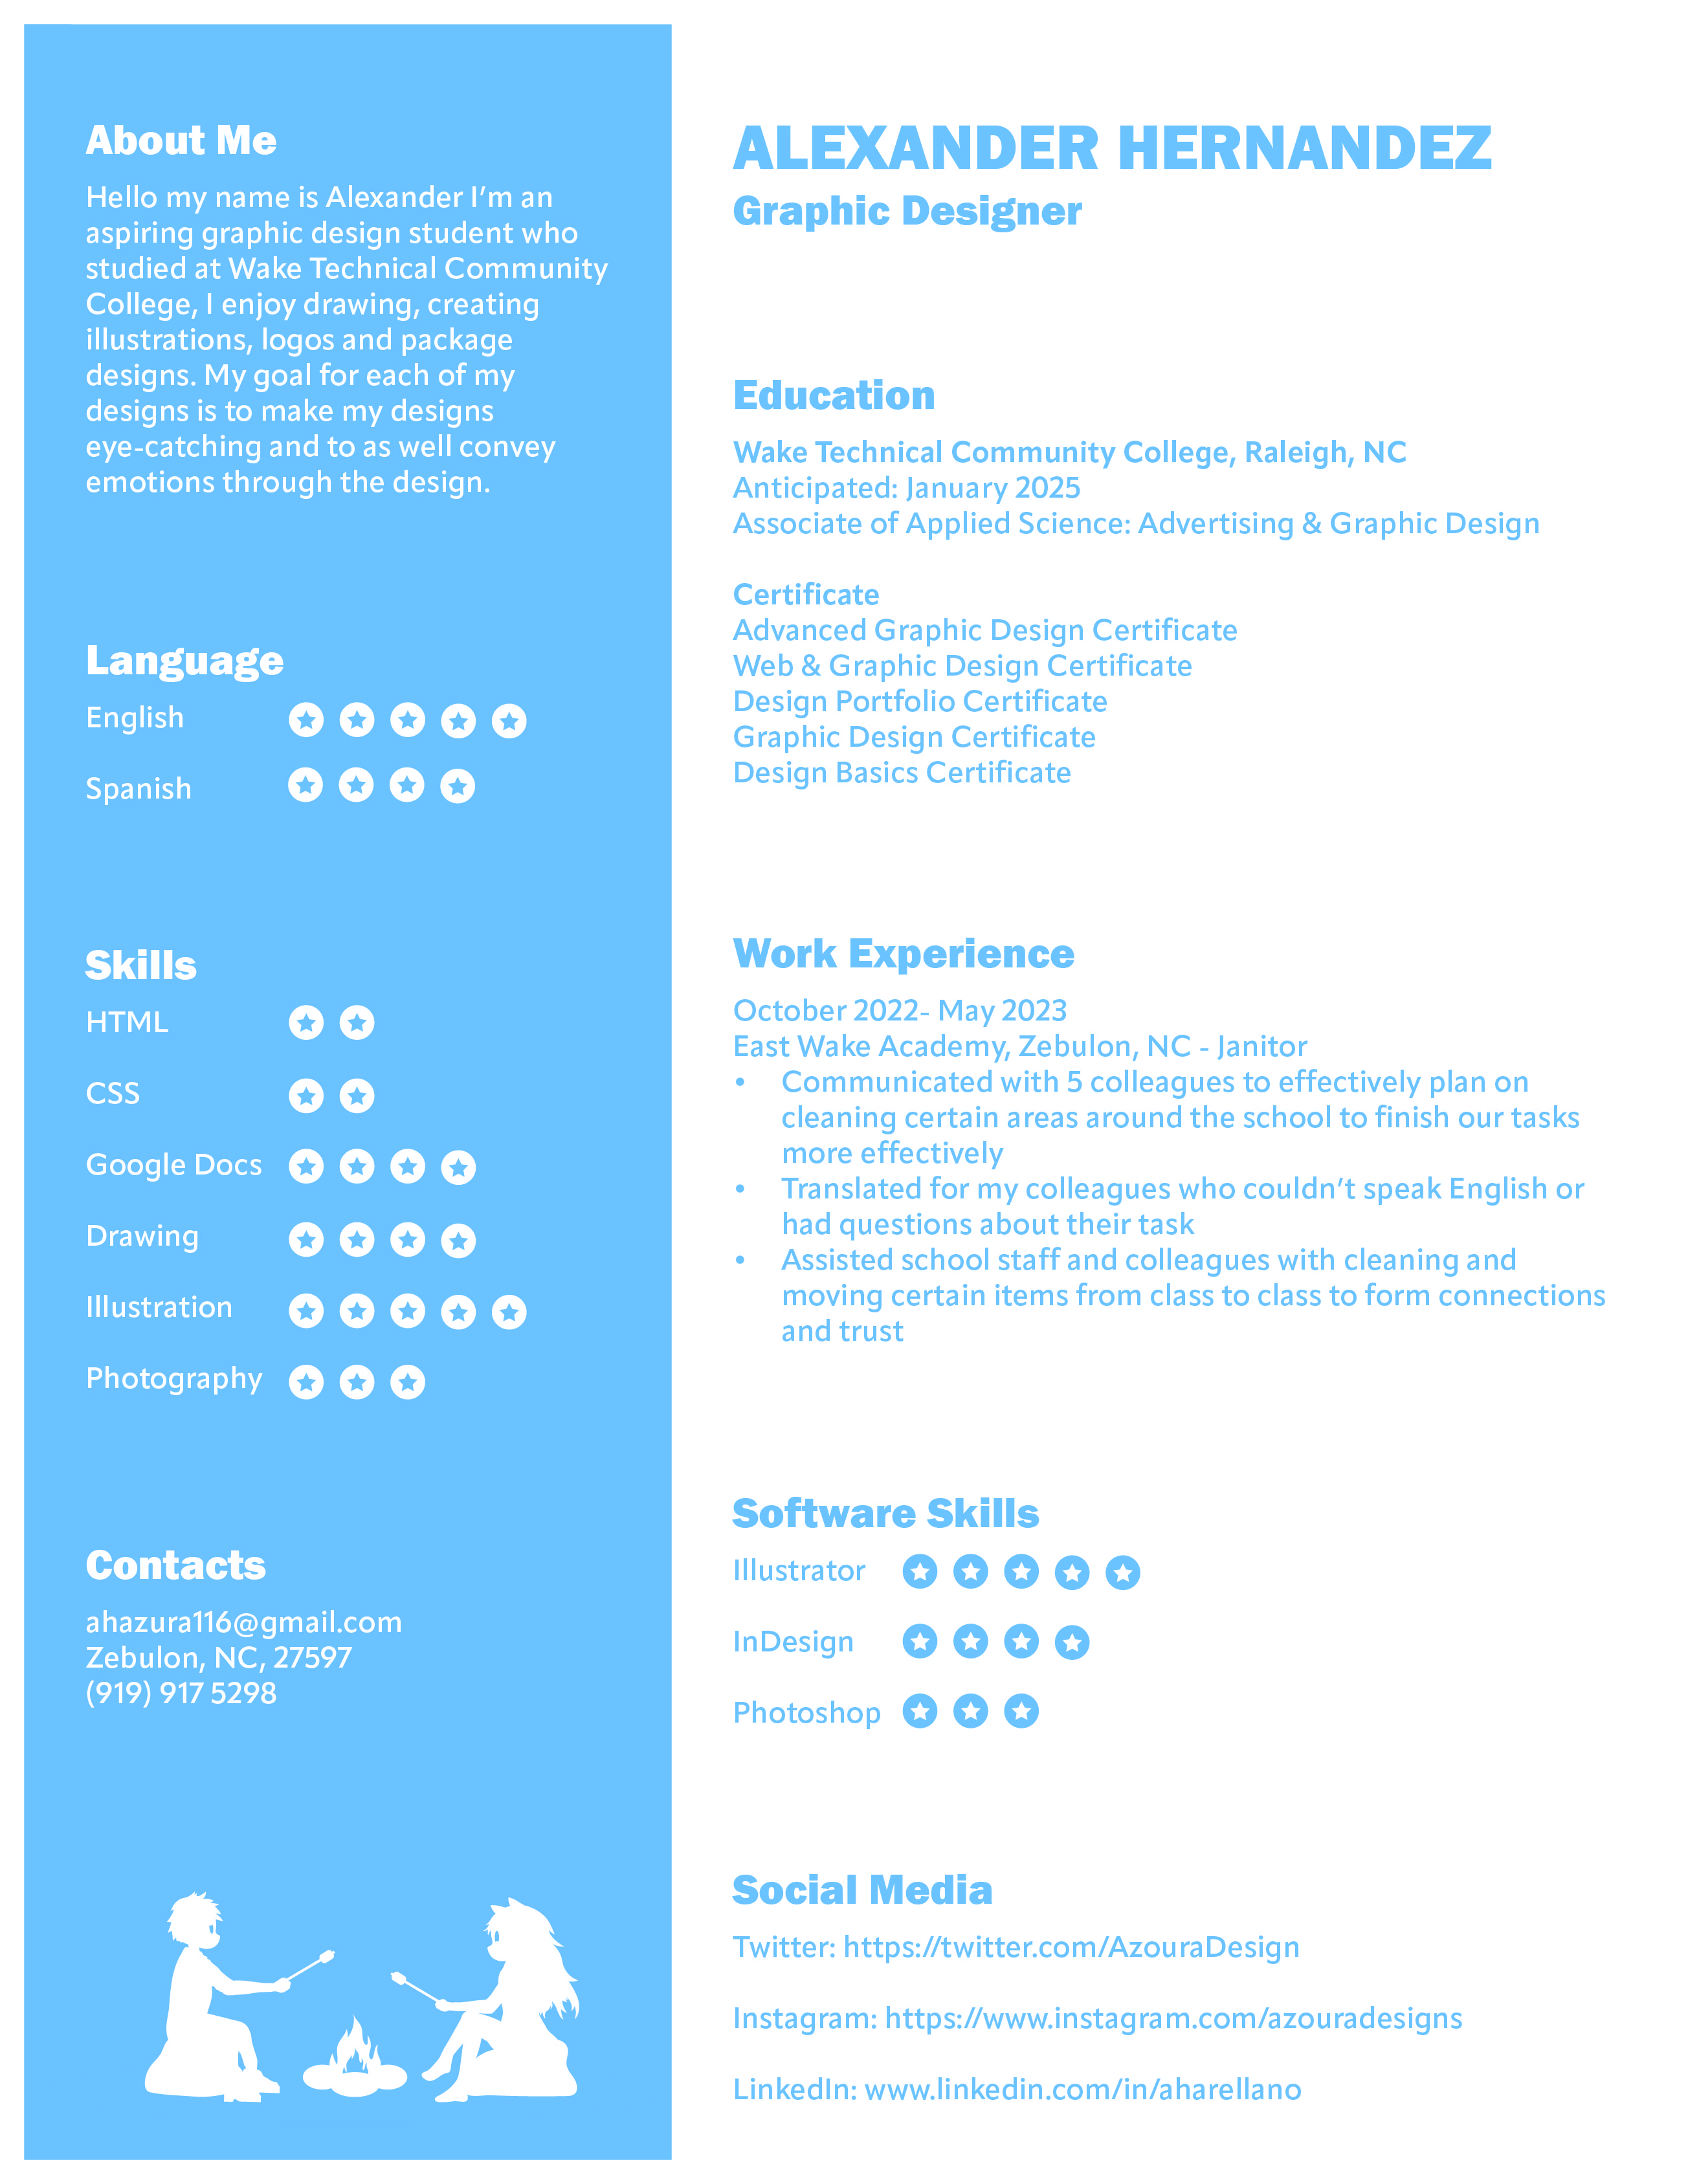 About Me
Hello my name is Alexander I’m an
aspiring graphic design student who
studied at Wake Technical Community
College, I enjoy drawing, creating
illustrations, logos and package
designs. My goal for each of my
designs is to make my designs
eye-catching and to as well convey
emotions through the design.
Language
English
Spanish
Skills
HTML
CSS
Google Docs
Drawing
Illustration
Photography
Contacts
ahazura116@gmail.com
Zebulon, NC, 27597
(919) 917 5298
ALEXANDER HERNANDEZ
Graphic Designer
Education
Wake Technical Community College, Raleigh, NC
Anticipated: January 2025
Associate of Applied Science: Advertising & Graphic Design
Certificate
Advanced Graphic Design Certificate
Web & Graphic Design Certificate
Design Portfolio Certificate
Graphic Design Certificate
Design Basics Certificate
Work Experience
October 2022- May 2023
East Wake Academy, Zebulon, NC - Janitor
• Communicated with 5 colleagues to effectively plan on
cleaning certain areas around the school to finish our tasks
more effectively
• Translated for my colleagues who couldn’t speak English or
had questions about their task
• Assisted school staff and colleagues with cleaning and
moving certain items from class to class to form connections
and trust
Software Skills
Illustrator
InDesign
Photoshop
Social Media
Twitter: https://twitter.com/AzouraDesign
Instagram: https://www.instagram.com/azouradesigns
LinkedIn: www.linkedin.com/in/aharellano